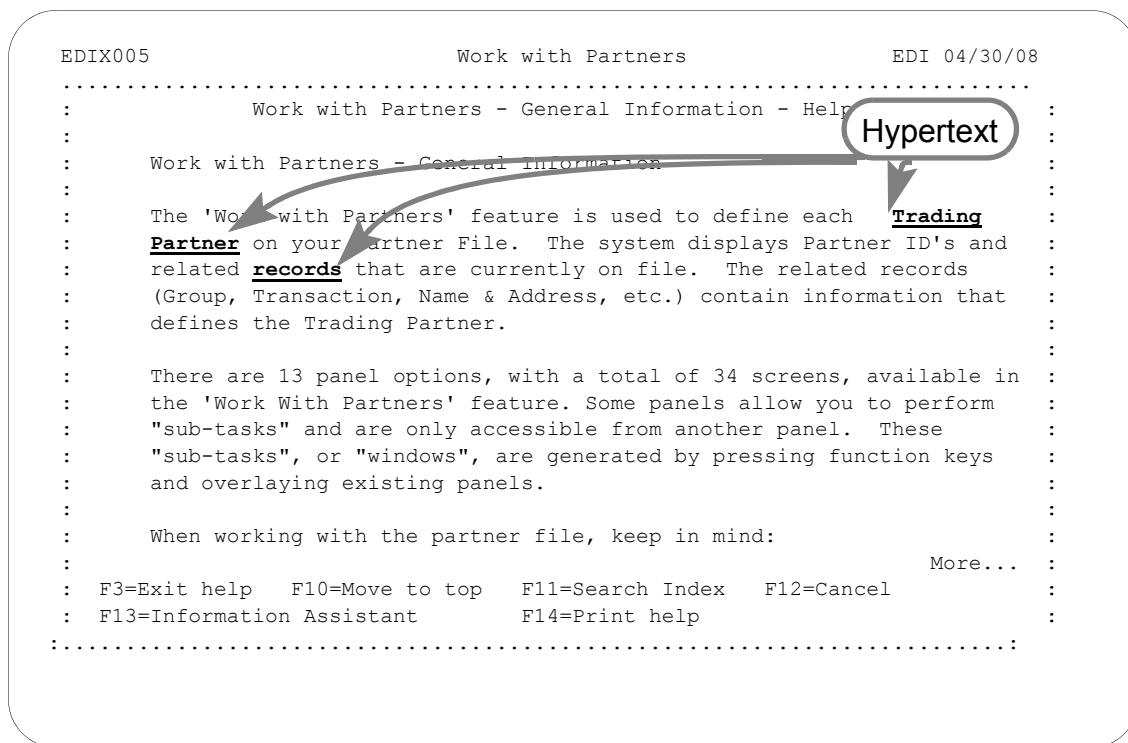 EDIX005 Work with Partners EDI 04/30/08
............................................................................
: Work with Partners - General Information - Help :
Hypertext
: :
: Work with Partners - General Information :
: :
: The 'Work with Partners' feature is used to define each Trading :
: Partner on your Partner File. The system displays Partner ID's and :
: related records that are currently on file. The related records :
: (Group, Transaction, Name & Address, etc.) contain information that :
: defines the Trading Partner. :
: :
: There are 13 panel options, with a total of 34 screens, available in :
: the 'Work With Partners' feature. Some panels allow you to perform :
: "sub-tasks" and are only accessible from another panel. These :
: "sub-tasks", or "windows", are generated by pressing function keys :
: and overlaying existing panels. :
: :
: When working with the partner file, keep in mind: :
: More... :
: F3=Exit help F10=Move to top F11=Search Index F12=Cancel :
: F13=Information Assistant F14=Print help :
:..........................................................................: